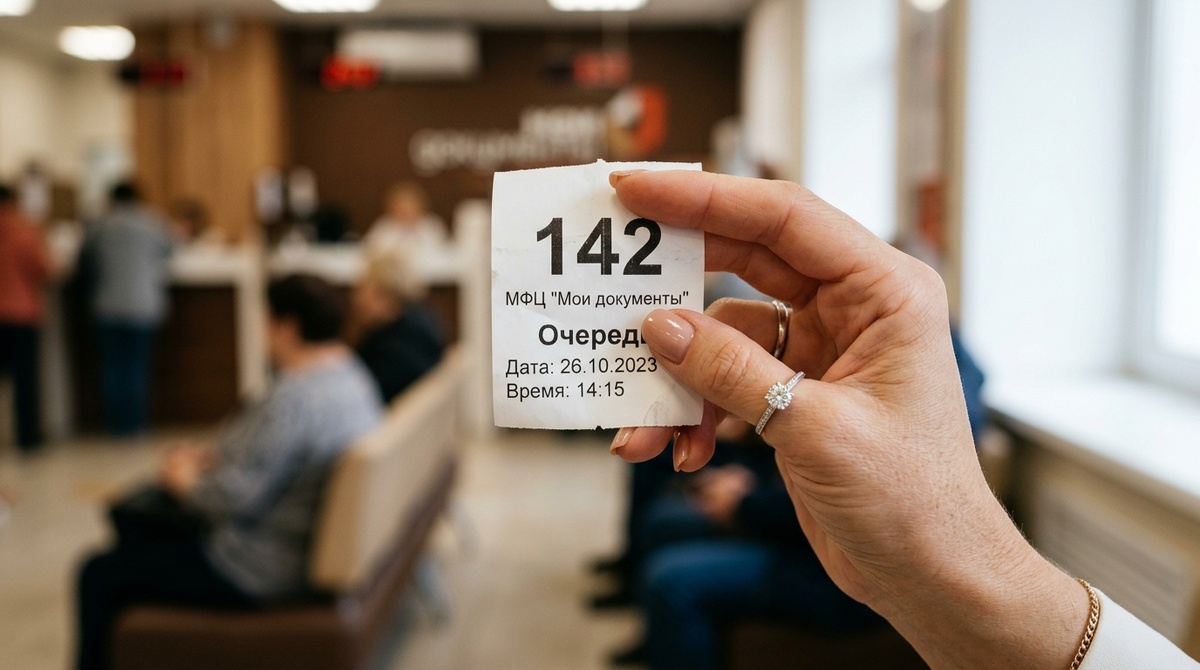 142
МФЦ "Мои документы"
Очередь
Дата: 26.10.2023
Время: 14:15